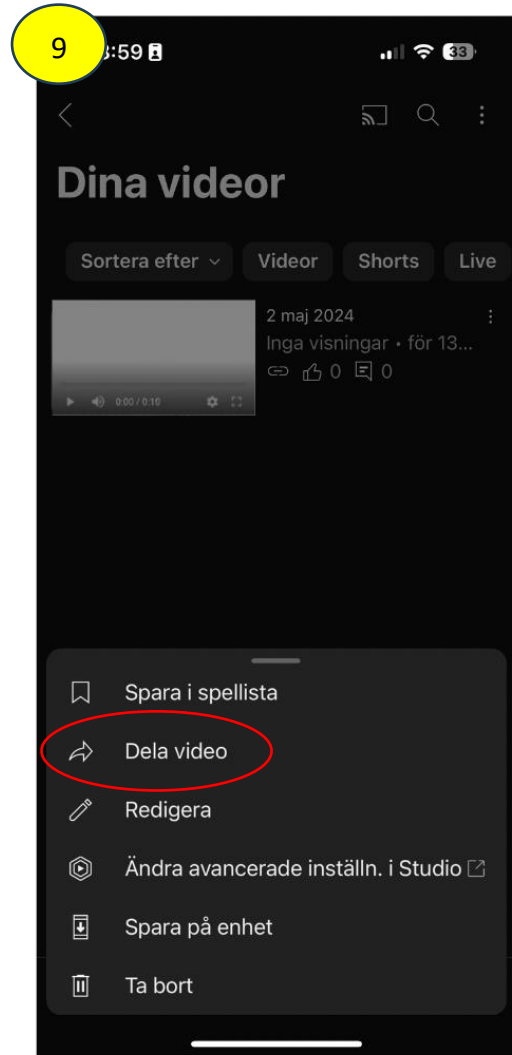 9
:59
33
Dina videor
Sortera efter
Videor
Shorts
Live
2 maj 2024
Inga visningar • för 13...
0 0
0:00 / 0:10
Spara i spellista
Dela video
Redigera
Ändra avancerade inställn. i Studio
Spara på enhet
Ta bort